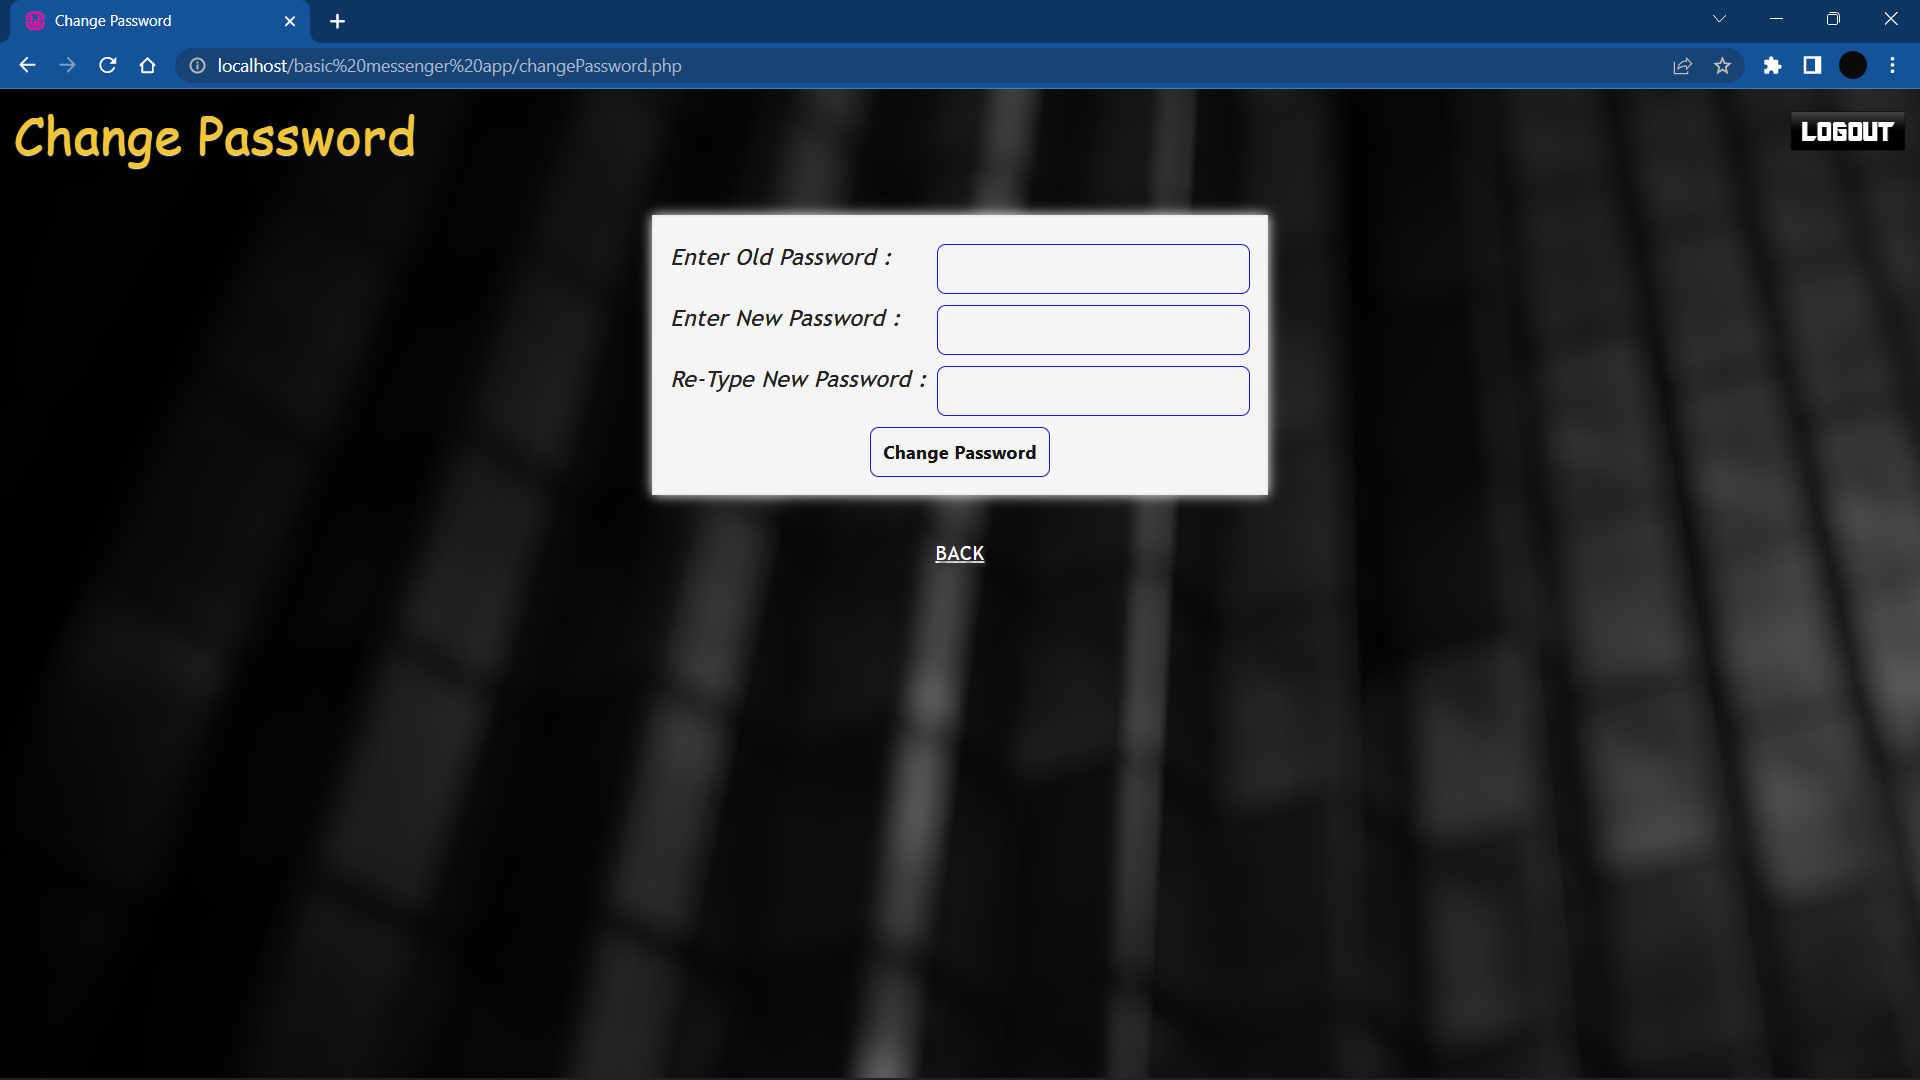 Change Password
localhost/basic%20messenger%20app/changePassword.php
Change Password
LOGOUT
Enter Old Password :
Enter New Password :
Re-Type New Password :
Change Password
BACK